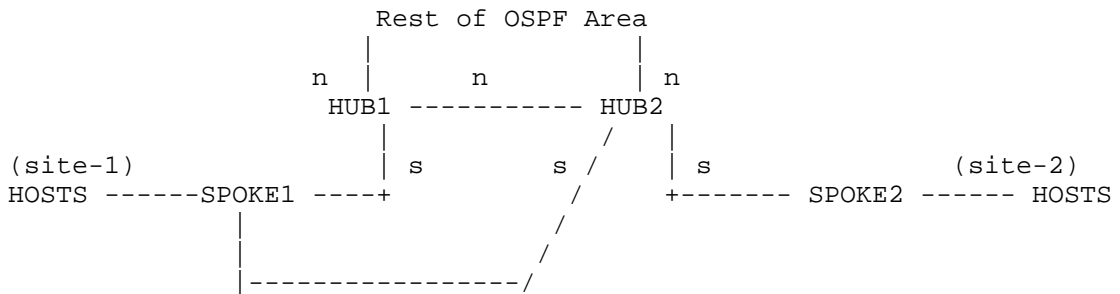 Rest of OSPF Area
n n n
HUB1 ----------- HUB2
(site-1) s s s (site-2)
HOSTS ------SPOKE1 ----+ +------- SPOKE2 ------ HOSTS